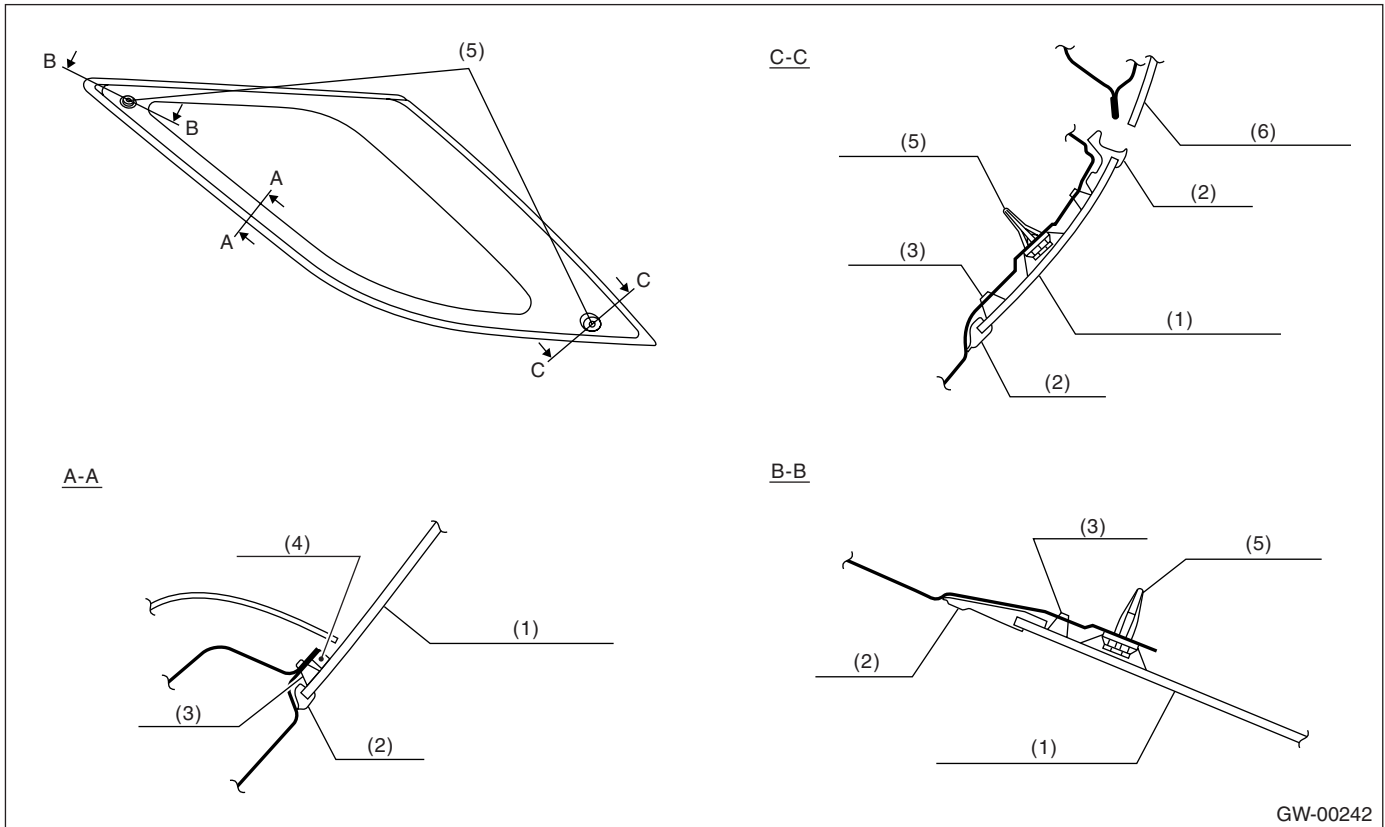 (5)
B
B
A
A
C
C
C-C
(6)
(5)
(2)
(3)
(1)
(2)
A-A
(4)
(1)
(3)
(2)
B-B
(3)
(5)
(2)
(1)
GW-00242